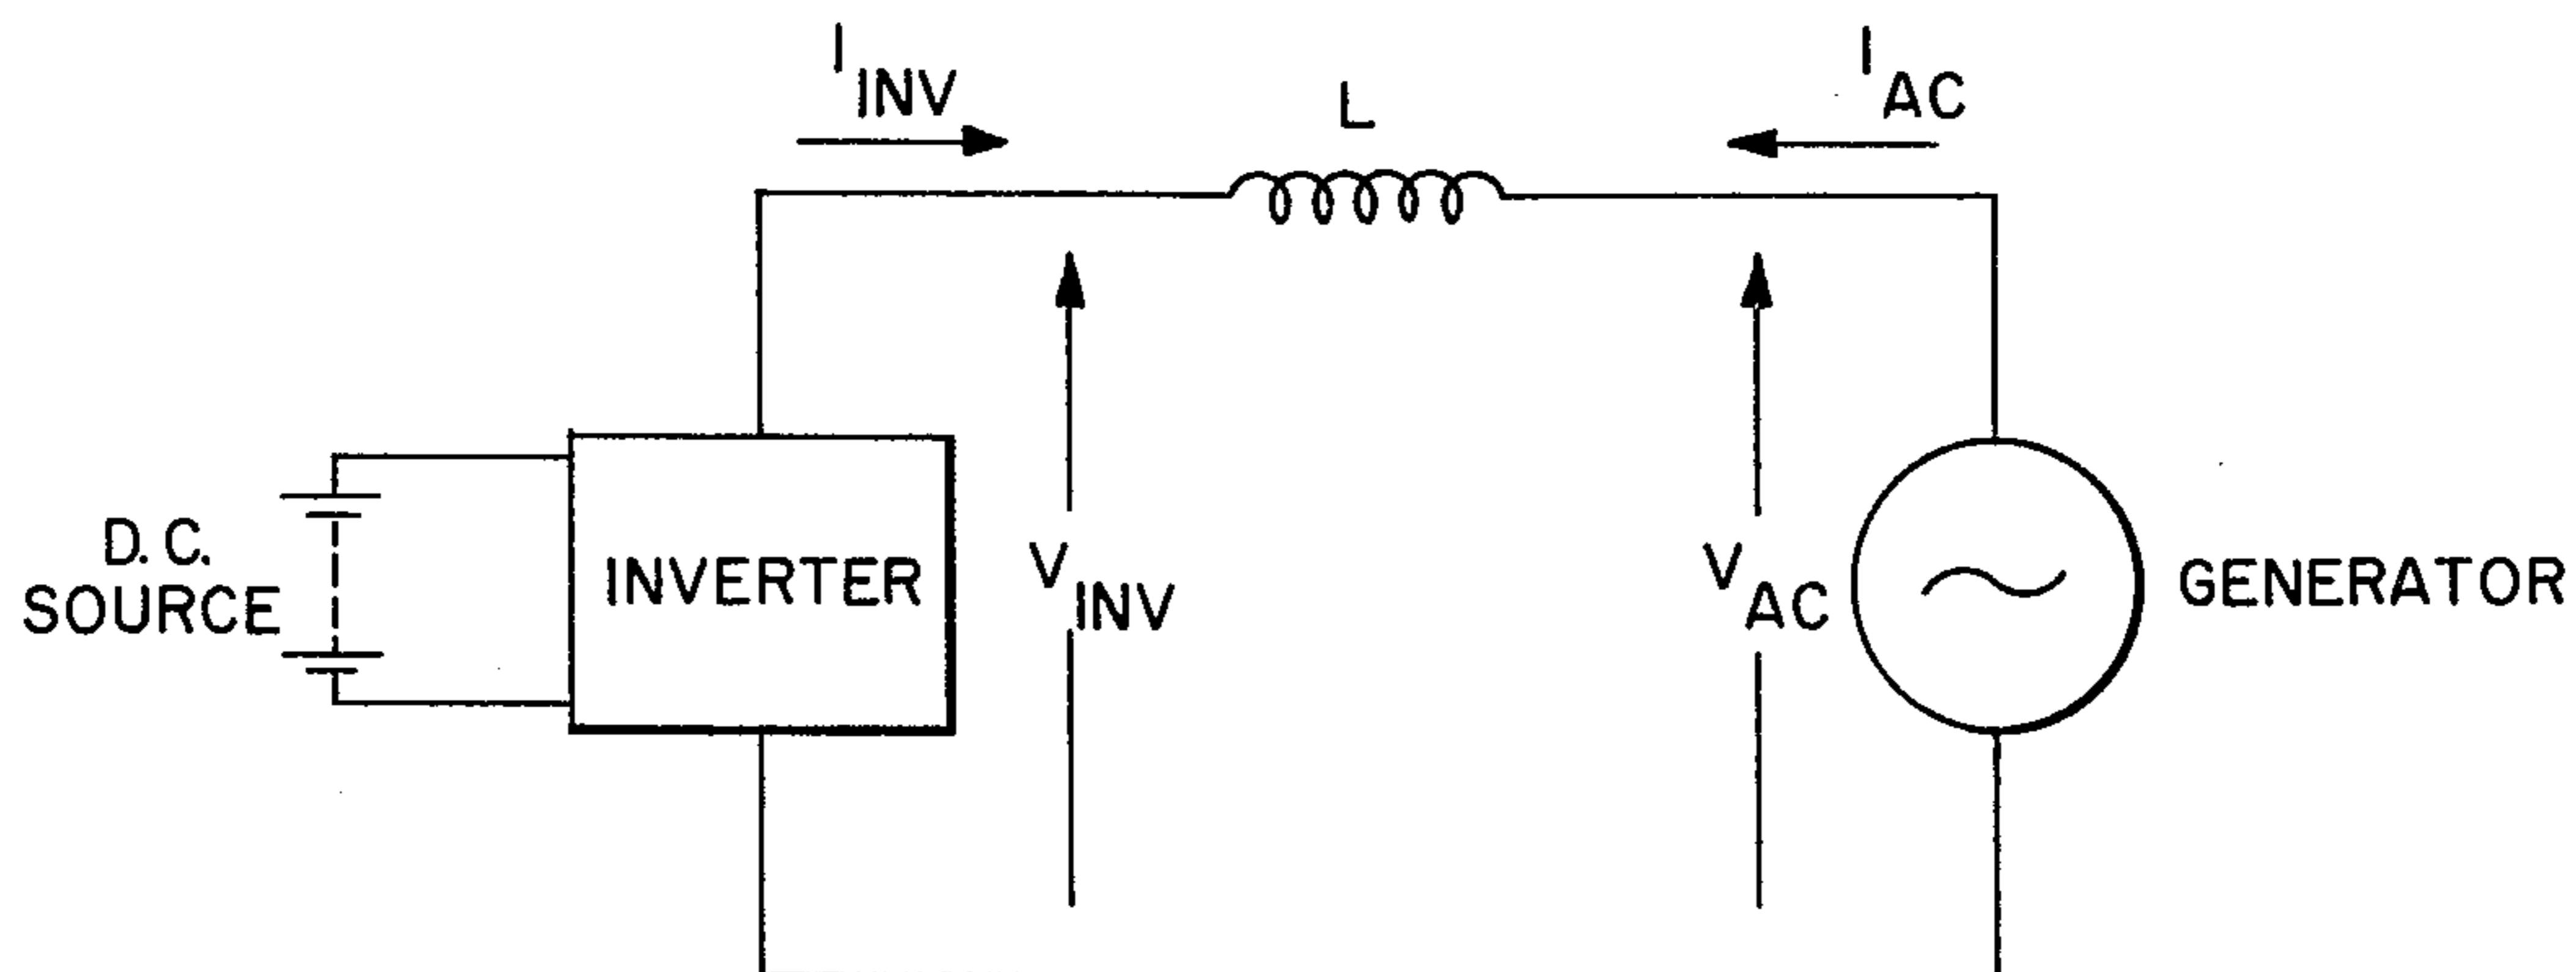 I INV
L
I AC
D. C.
SOURCE
INVERTER
V INV
V AC
GENERATOR